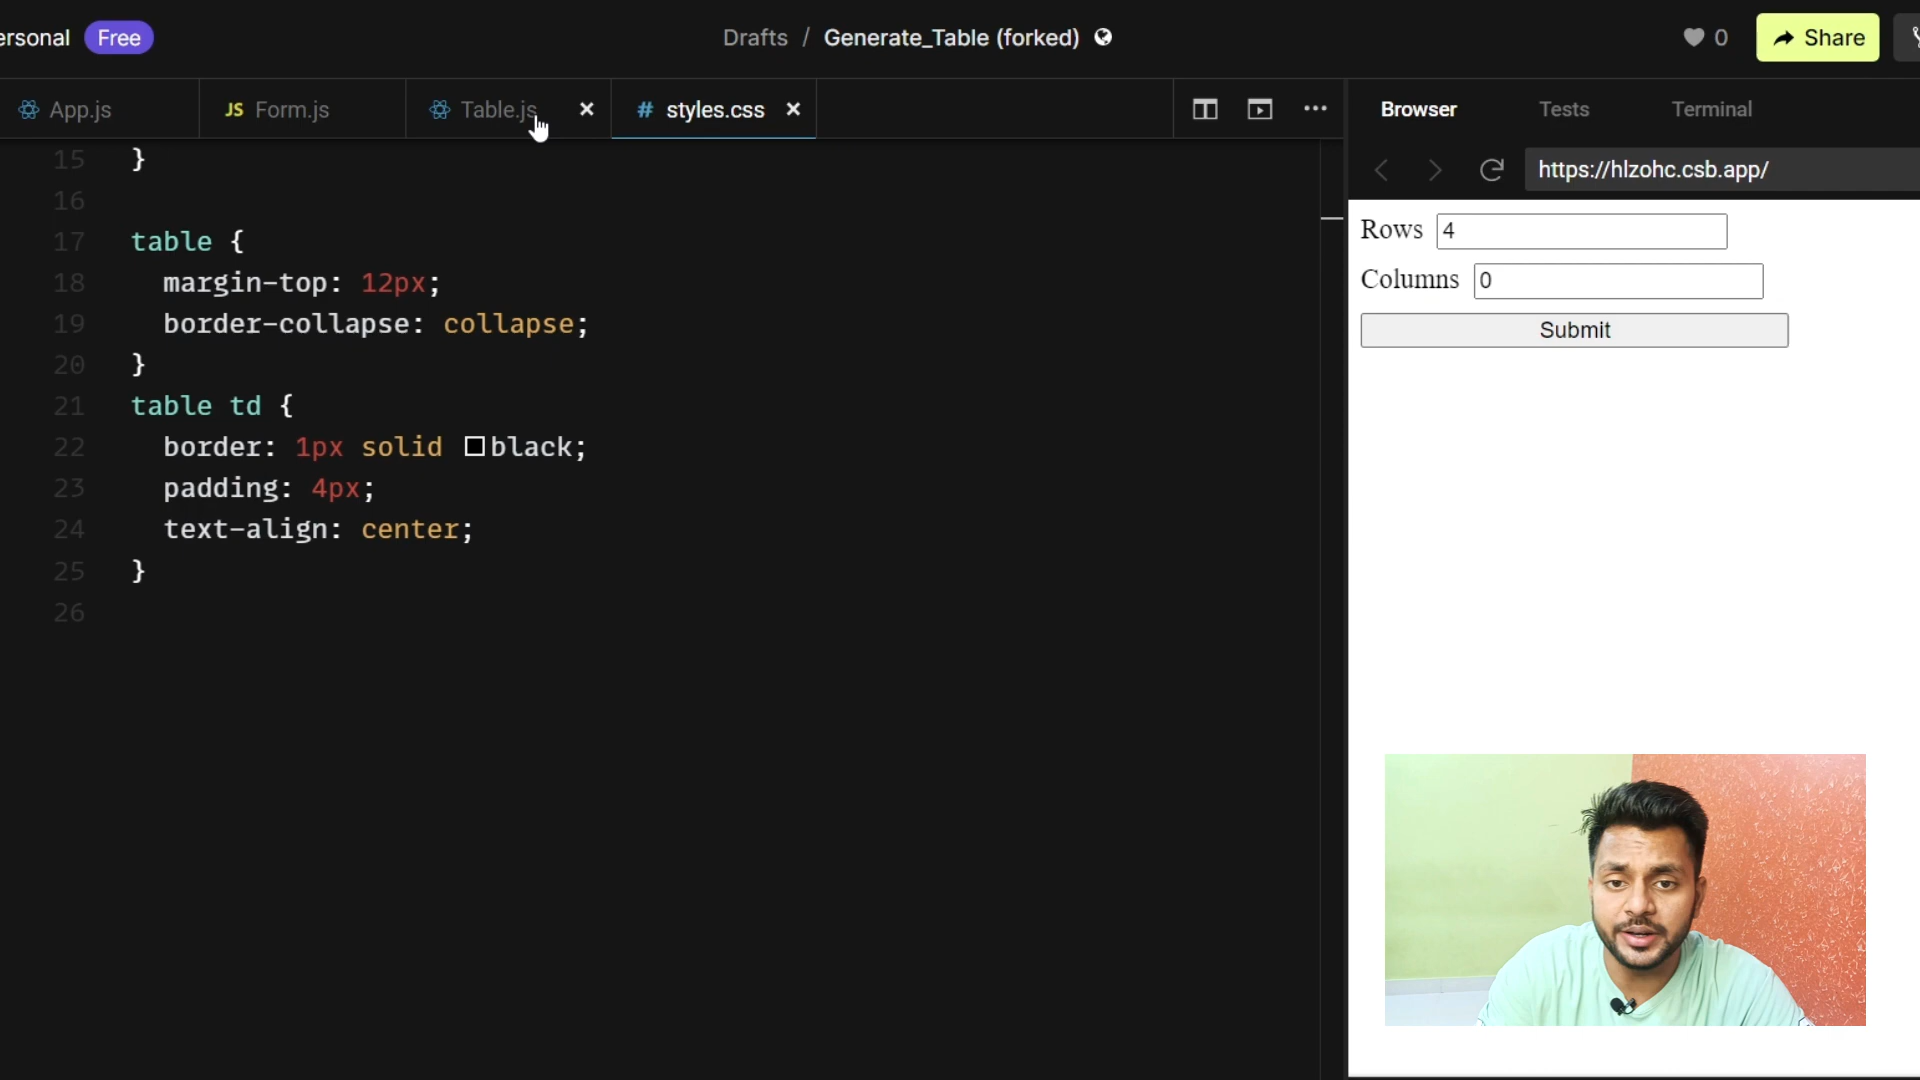 ersonal Free Drafts / Generate_Table (forked) 0 Share
App.js JS Form.js Table.js # styles.css Browser Tests Terminal
https://hlzohc.csb.app/
15 }
16
17 table {
18 margin-top: 12px;
19 border-collapse: collapse;
20 }
21 table td {
22 border: 1px solid black;
23 padding: 4px;
24 text-align: center;
25 }
26
Rows 4
Columns 0
Submit